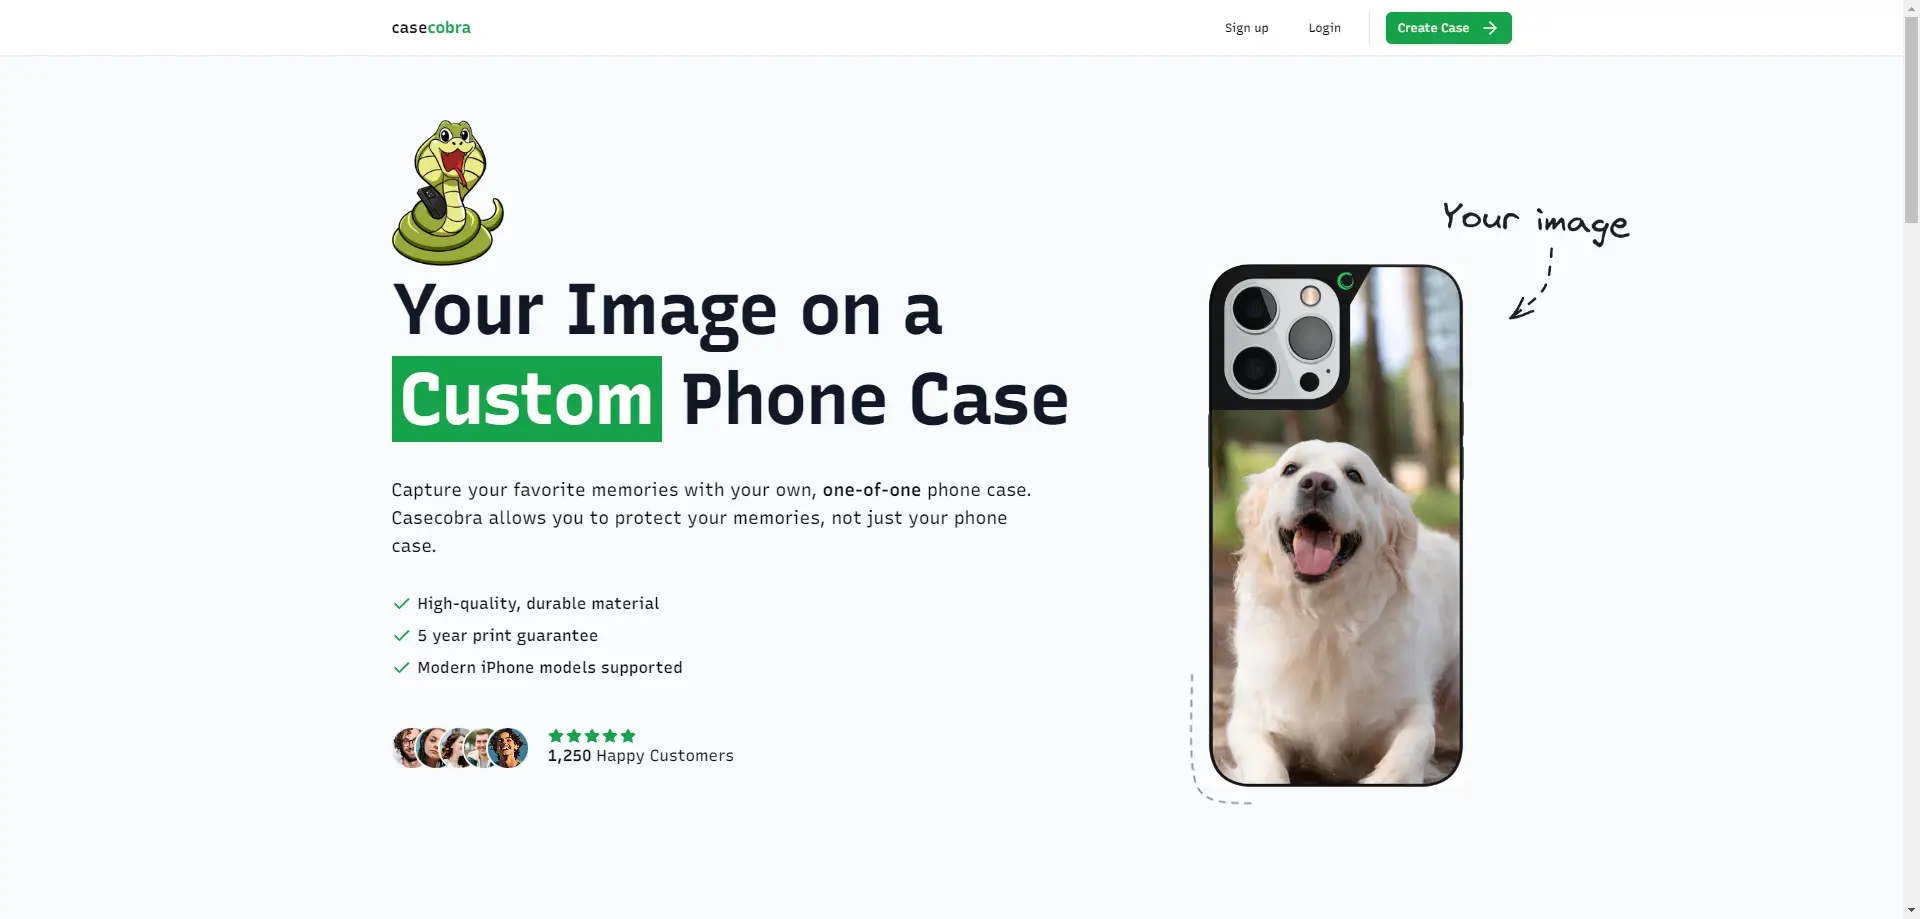 casecobra
Sign up
Login
Create Case
Your image
Your Image on a
Custom Phone Case
Capture your favorite memories with your own, one-of-one phone case.
Casecobra allows you to protect your memories, not just your phone
case.
High-quality, durable material
5 year print guarantee
Modern iPhone models supported
1,250 Happy Customers